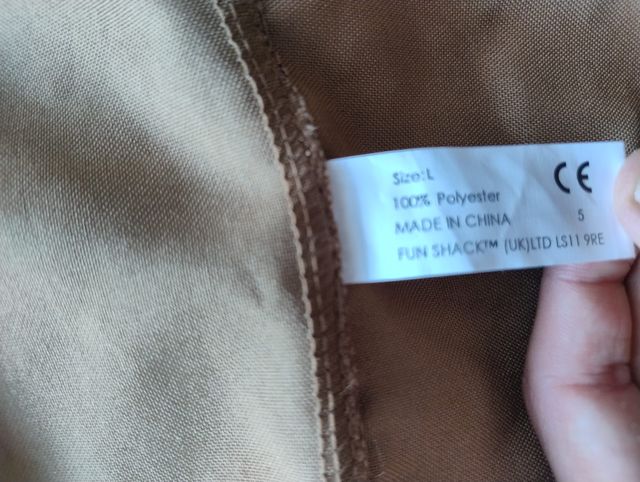 Size: L
100% Polyester
MADE IN CHINA 5
FUN SHACK™ (UK)LTD LS11 9RE
CE